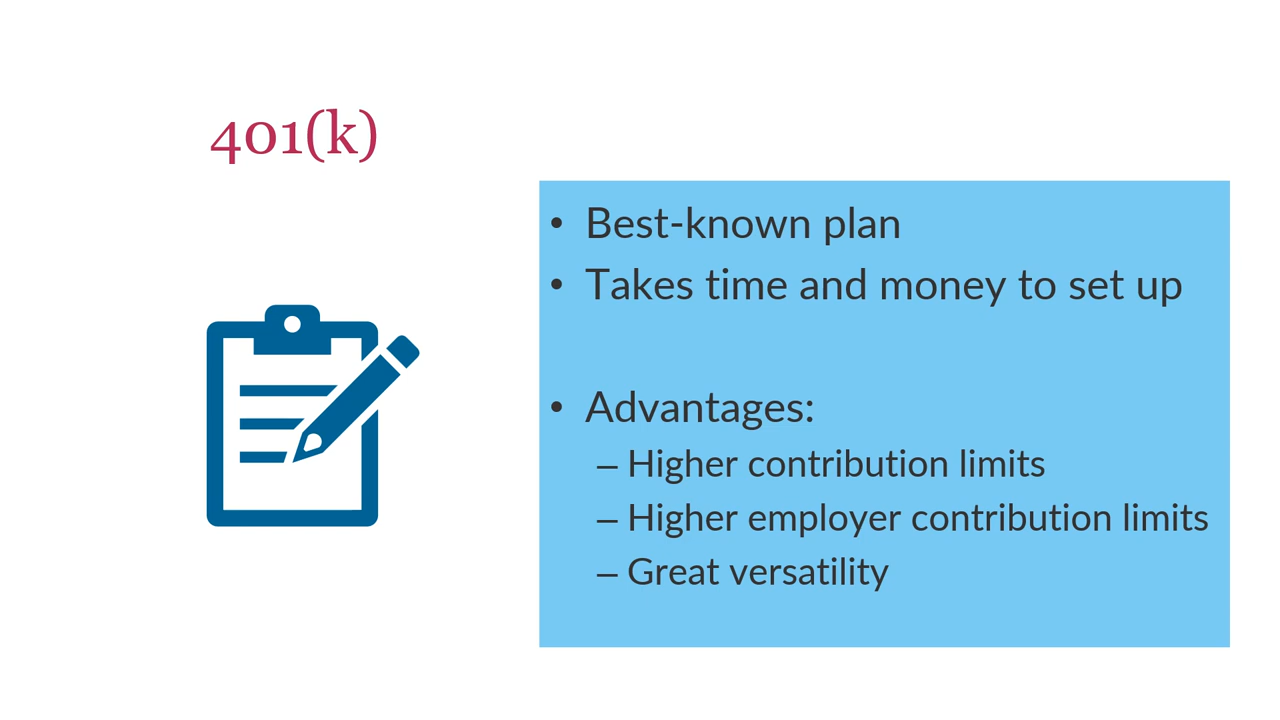 401(k)
• Best-known plan
• Takes time and money to set up
• Advantages:
– Higher contribution limits
– Higher employer contribution limits
– Great versatility